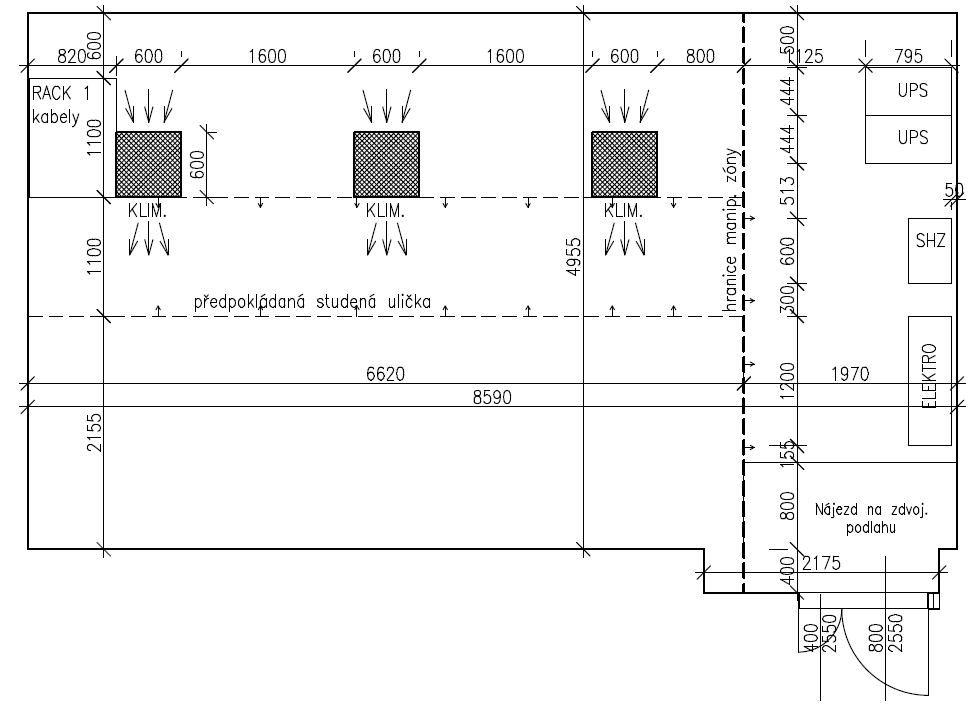 820
600
600
1600
600
1600
600
800
500
125
795
RACK 1
kabely
1100
600
444
UPS
444
UPS
513
50
KLIM.
KLIM.
KLIM.
hranice manip. zóny
1100
4955
600
SHZ
předpokládaná studená ulička
300
6620
1200
1970
ELEKTRO
8590
2155
155
800
Nájezd na zdvoj.
podlahu
400
2175
400
2550
800
2550